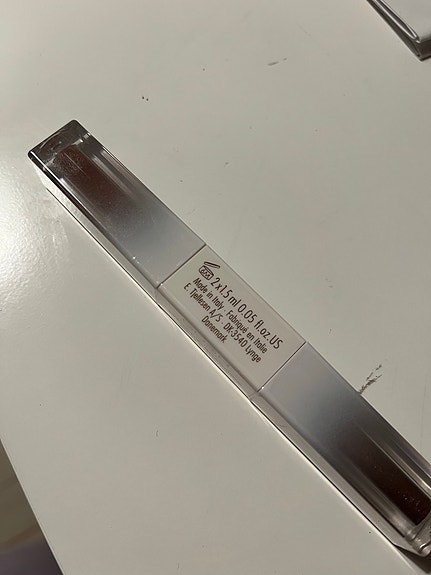 2x1.5 ml 0.05 fl.oz.US
Made in Italy . Fabriqué en Italie
E. Tjellesen A/S . DK-3540 Lynge
Danemark